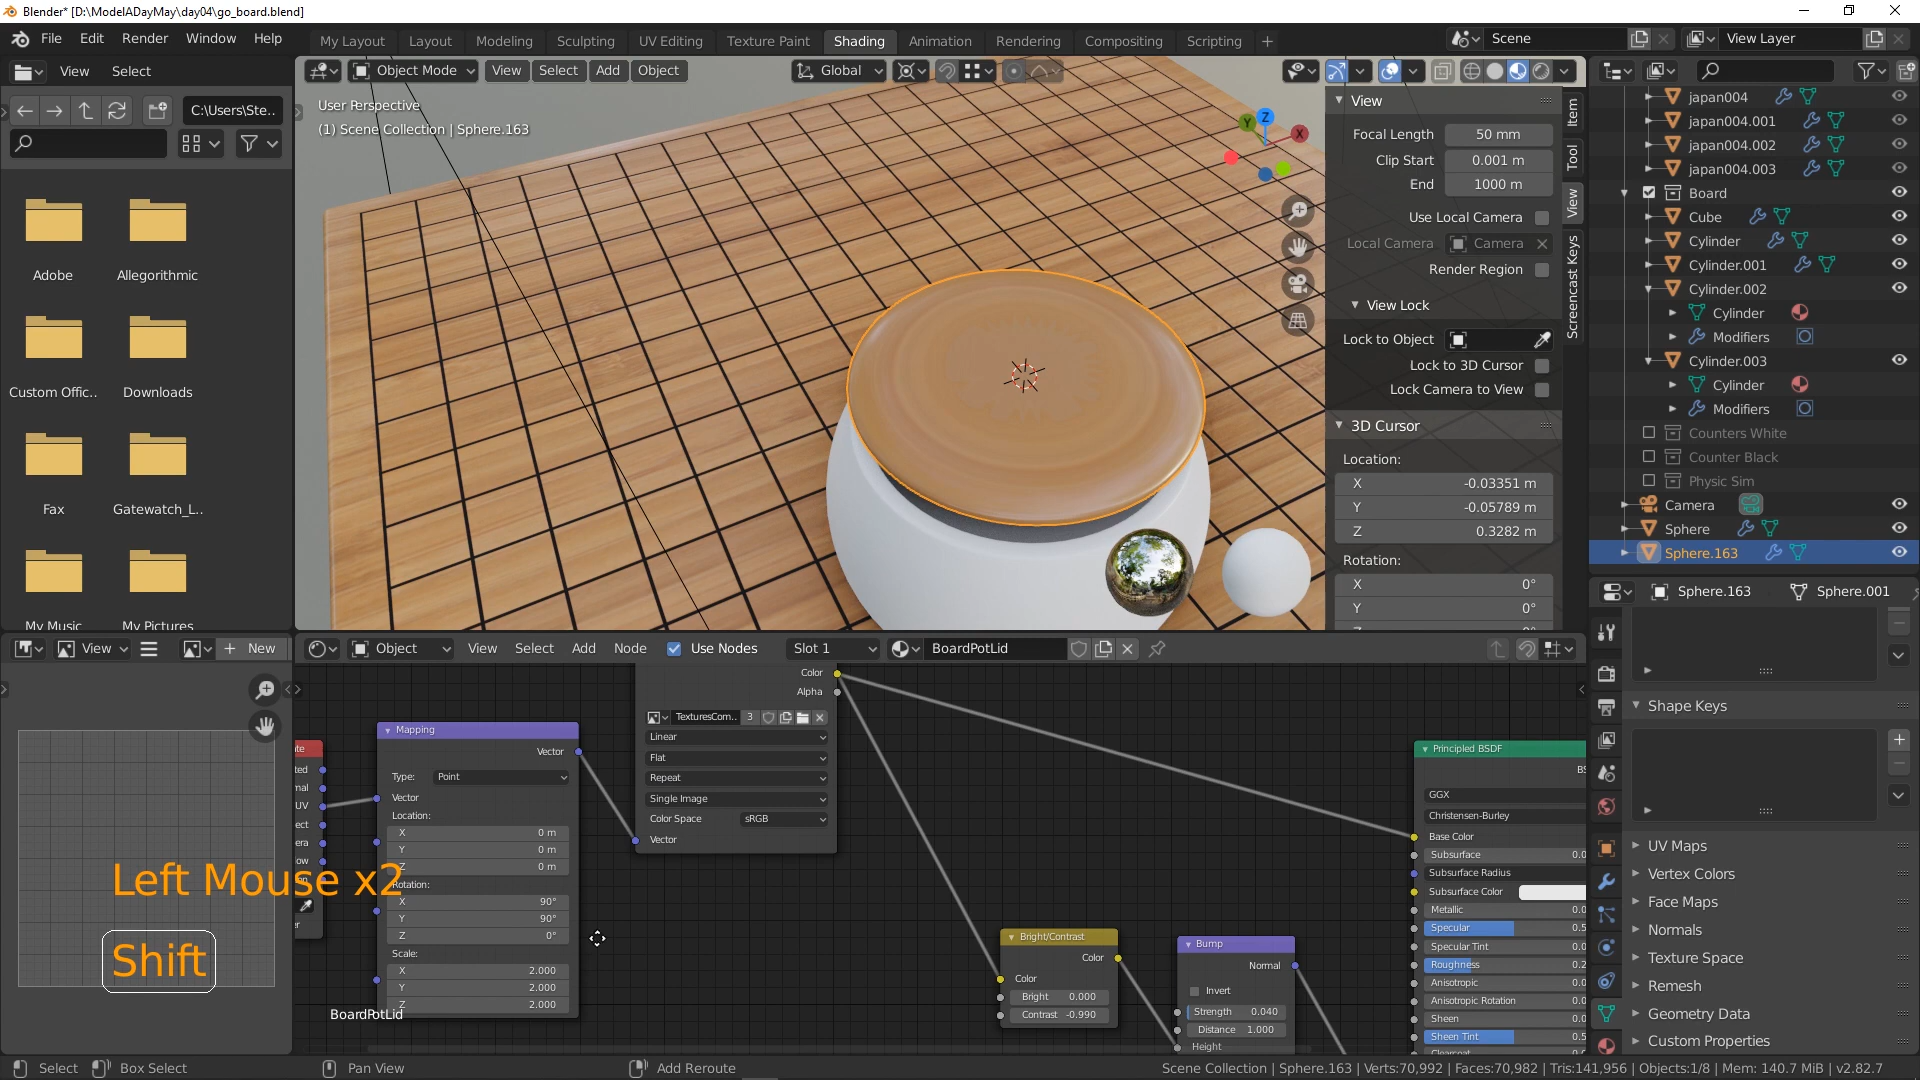 Blender* [D:\ModelADayMay\day04\go_board.blend]
File Edit Render Window Help
My Layout Layout Modeling Sculpting UV Editing Texture Paint Shading Animation Rendering Compositing Scripting
Scene
View Layer
View Select
Object Mode View Select Add Object
Global
C:\Users\Ste..
Adobe
Allegorithmic
Custom Offic..
Downloads
Fax
Gatewatch_L..
My Music
My Pictures
User Perspective
(1) Scene Collection | Sphere.163
Z
Y
X
View
Focal Length 50 mm
Clip Start 0.001 m
End 1000 m
Use Local Camera
Local Camera Camera
Render Region
View Lock
Lock to Object
Lock to 3D Cursor
Lock Camera to View
3D Cursor
Location:
X -0.03351 m
Y -0.05789 m
Z 0.3282 m
Rotation:
X 0°
Y 0°
Item
Tool
View
Screencast Keys
japan004
japan004.001
japan004.002
japan004.003
Board
Cube
Cylinder
Cylinder.001
Cylinder.002
Cylinder
Modifiers
Cylinder.003
Cylinder
Modifiers
Counters White
Counter Black
Physic Sim
Camera
Sphere
Sphere.163
Sphere.163 Sphere.001
Shape Keys
UV Maps
Vertex Colors
Face Maps
Normals
Texture Space
Remesh
Geometry Data
Custom Properties
View
New
Object View Select Add Node Use Nodes Slot 1 BoardPotLid
Mapping
Vector
Type: Point
Vector
Location:
X 0 m
Y 0 m
Z 0 m
Rotation:
X 90°
Y 90°
Z 0°
Scale:
X 2.000
Y 2.000
Z 2.000
UV
Color
Alpha
TexturesCom.. 3
Linear
Flat
Repeat
Single Image
Color Space sRGB
Vector
Bright/Contrast
Color
Color
Bright 0.000
Contrast -0.990
Bump
Normal
Invert
Strength 0.040
Distance 1.000
Height
Principled BSDF
GGX
Christensen-Burley
Base Color
Subsurface 0.0
Subsurface Radius
Subsurface Color
Metallic 0.0
Specular 0.5
Specular Tint 0.0
Roughness 0.2
Anisotropic 0.0
Anisotropic Rotation 0.0
Sheen 0.0
Sheen Tint 0.5
Left Mouse x2
Shift
BoardPotLid
Select Box Select Pan View Add Reroute
Scene Collection | Sphere.163 | Verts:70,992 | Faces:70,982 | Tris:141,956 | Objects:1/8 | Mem: 140.7 MiB | v2.82.7